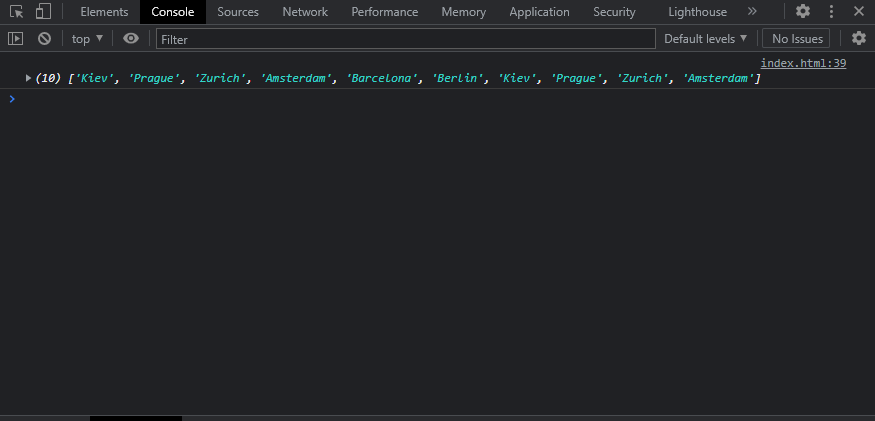 Elements Console Sources Network Performance Memory Application Security Lighthouse »
top ▼ Filter Default levels ▼ No Issues
index.html:39
(10) ['Kiev', 'Prague', 'Zurich', 'Amsterdam', 'Barcelona', 'Berlin', 'Kiev', 'Prague', 'Zurich', 'Amsterdam']